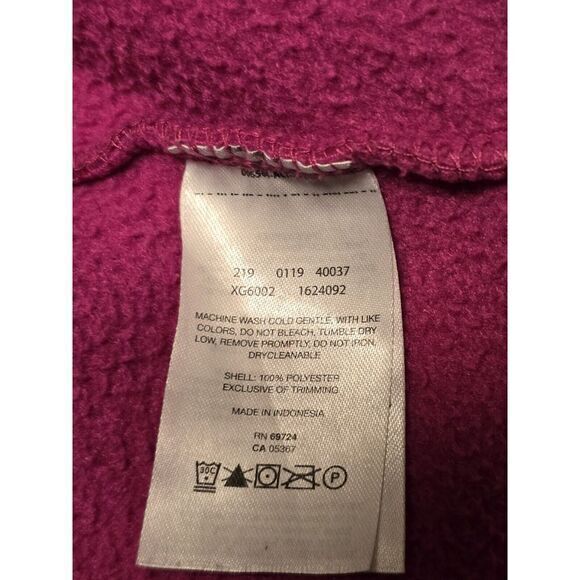 219 0119 40037
XG6002 1624092
MACHINE WASH COLD GENTLE, WITH LIKE
COLORS, DO NOT BLEACH, TUMBLE DRY
LOW, REMOVE PROMPTLY, DO NOT IRON,
DRYCLEANABLE
SHELL: 100% POLYESTER
EXCLUSIVE OF TRIMMING
MADE IN INDONESIA
RN 69724
CA 05367
30C
P